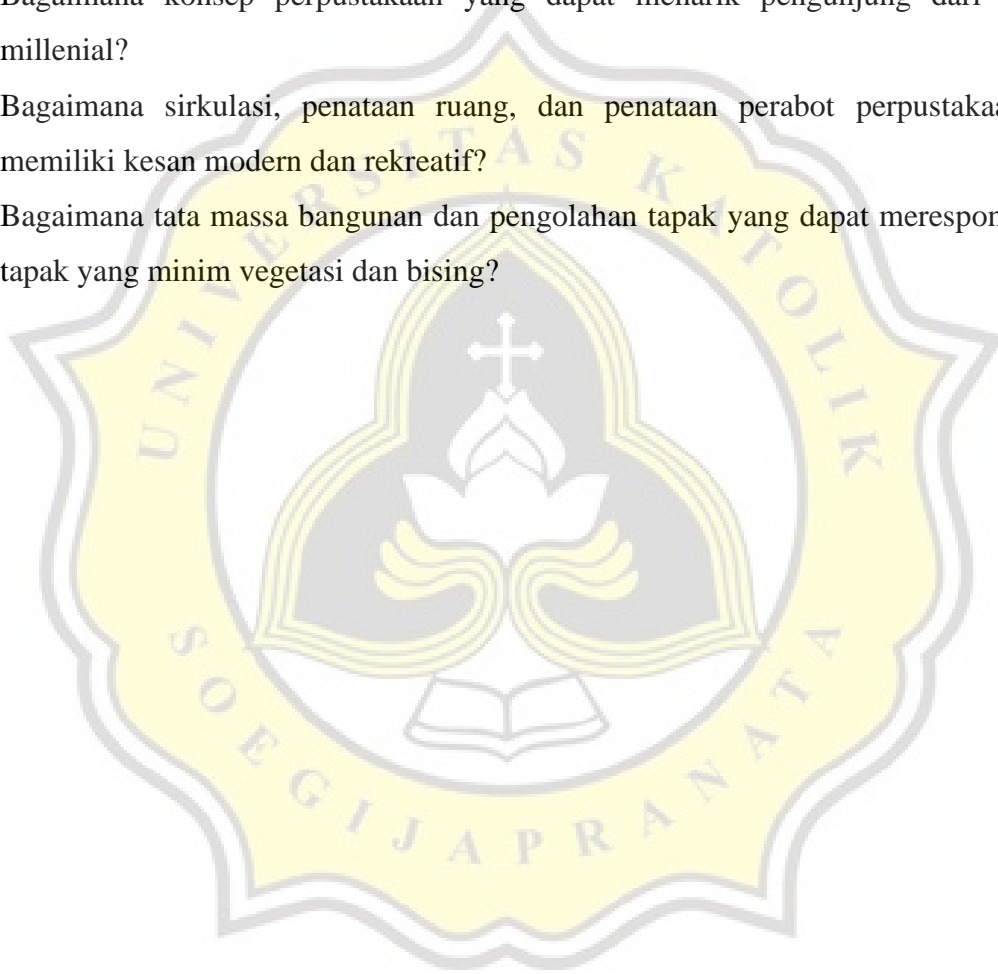 Bagaimana konsep perpustakaan yang dapat menarik pengunjung dari
millenial?
Bagaimana sirkulasi, penataan ruang, dan penataan perabot
memiliki kesan modern dan rekreatif?
Bagaimana tata massa bangunan dan pengolahan tapak yang dapat
tapak yang minim vegetasi dan bising?
UNIVERSITAS KATOLIK
SOEGIJAPRANATA